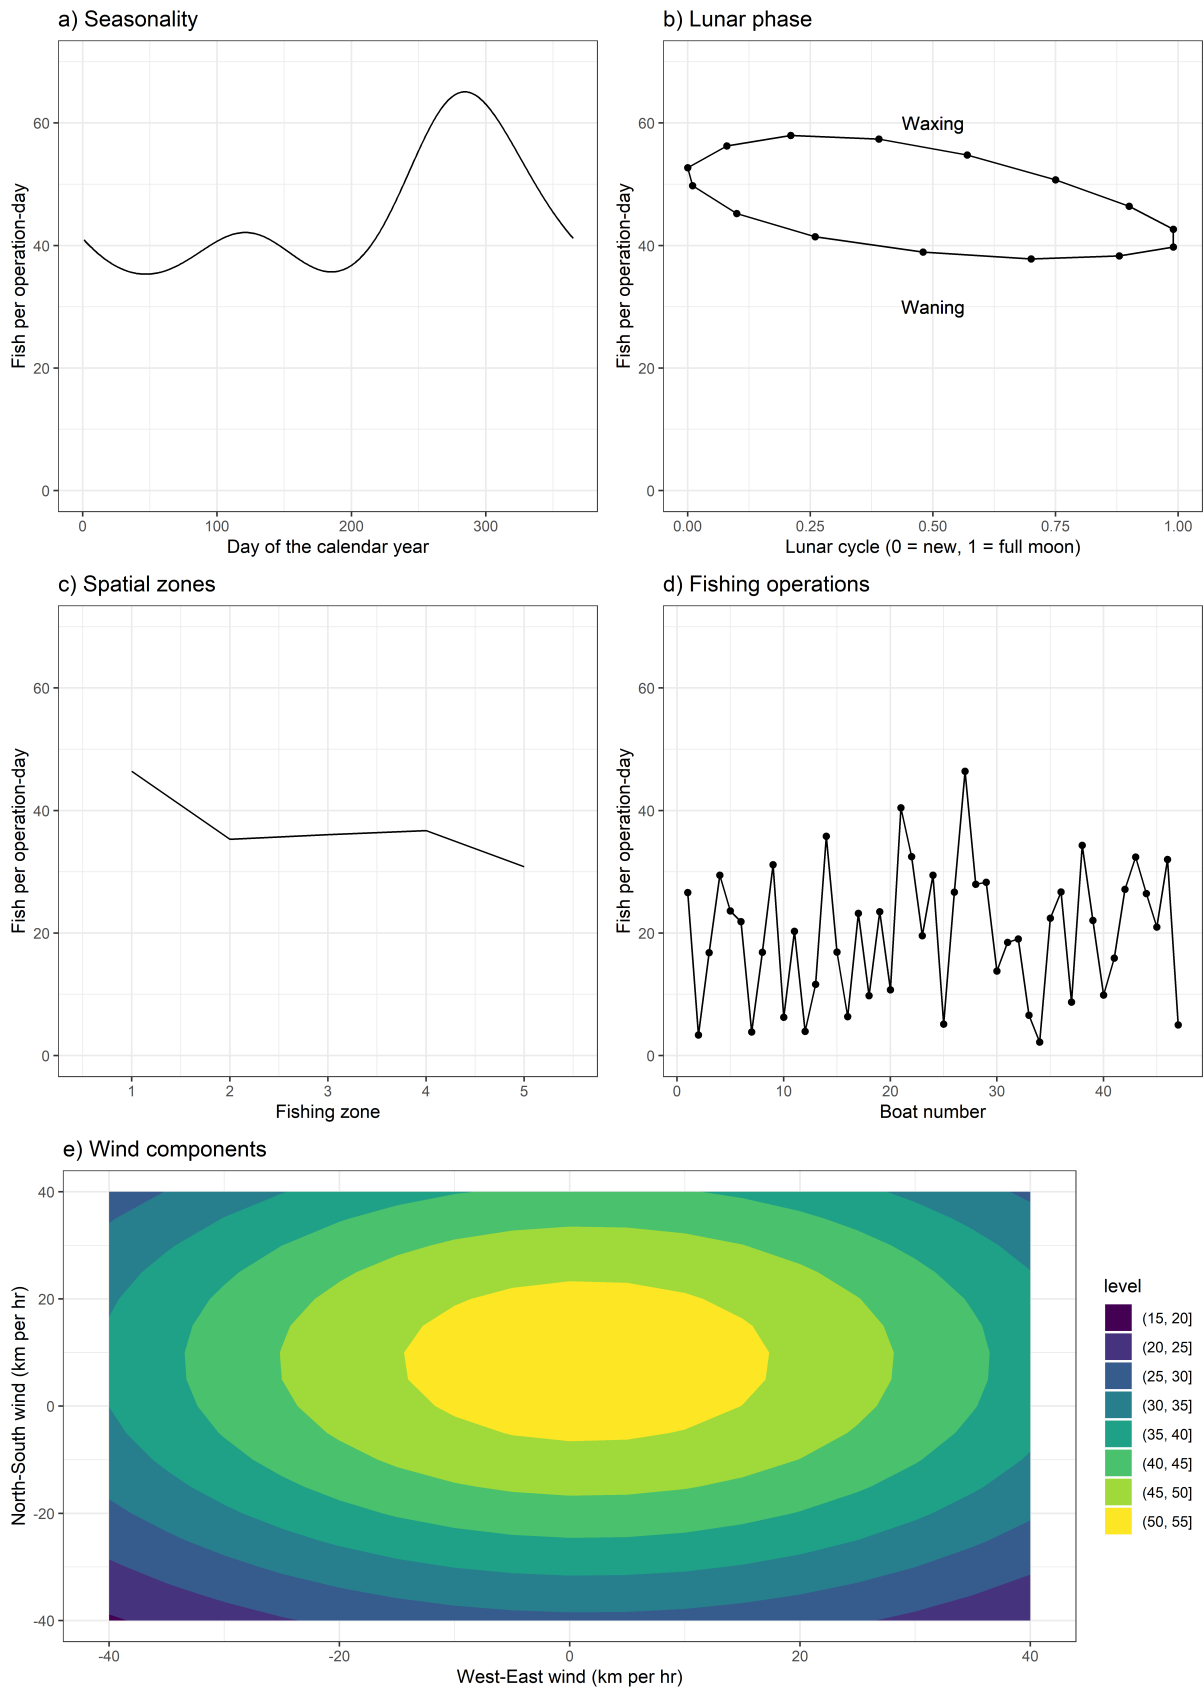 a) Seasonality
Fish per operation-day
60
40
20
0
0 100 200 300
Day of the calendar year
b) Lunar phase
Fish per operation-day
60
40
20
0
Waxing
Waning
0.00 0.25 0.50 0.75 1.00
Lunar cycle (0 = new, 1 = full moon)
c) Spatial zones
Fish per operation-day
60
40
20
0
1 2 3 4 5
Fishing zone
d) Fishing operations
Fish per operation-day
60
40
20
0
0 10 20 30 40
Boat number
e) Wind components
North-South wind (km per hr)
40
20
0
-20
-40
-40 -20 0 20 40
West-East wind (km per hr)
level
(15, 20]
(20, 25]
(25, 30]
(30, 35]
(35, 40]
(40, 45]
(45, 50]
(50, 55]